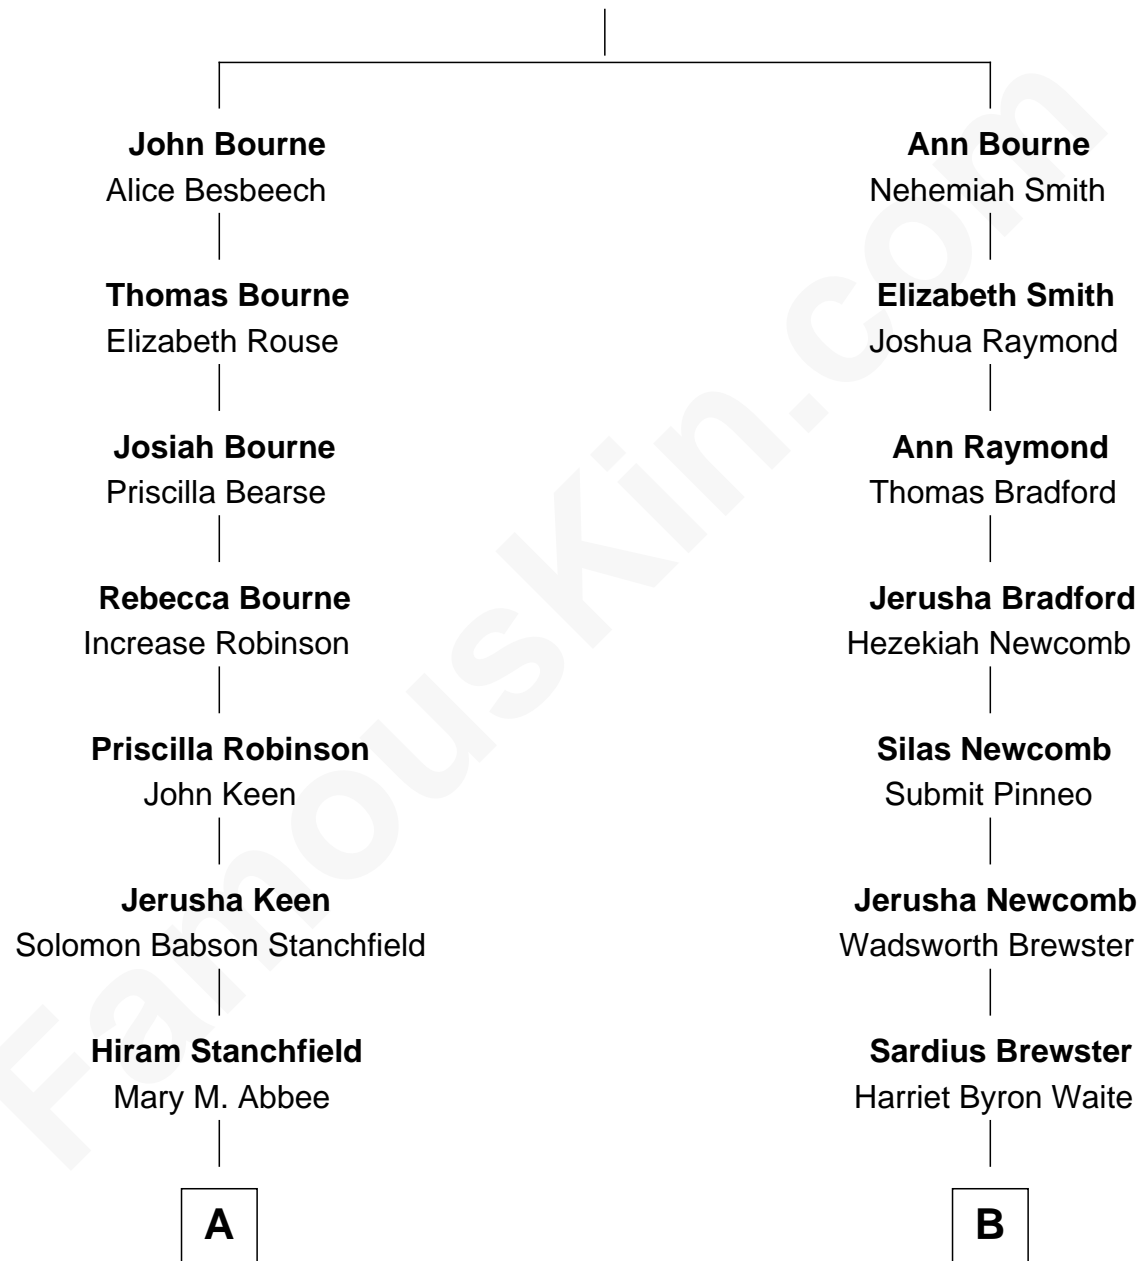 John Bourne
Alice Besbeech
Thomas Bourne
Elizabeth Rouse
Josiah Bourne
Priscilla Bearse
Rebecca Bourne
Increase Robinson
Priscilla Robinson
John Keen
Jerusha Keen
Solomon Babson Stanchfield
Hiram Stanchfield
Mary M. Abbee
A
Ann Bourne
Nehemiah Smith
Elizabeth Smith
Joshua Raymond
Ann Raymond
Thomas Bradford
Jerusha Bradford
Hezekiah Newcomb
Silas Newcomb
Submit Pinneo
Jerusha Newcomb
Wadsworth Brewster
Sardius Brewster
Harriet Byron Waite
B
FamousKin.com